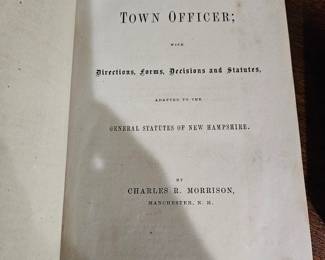 TOWN OFFICER;
WITH
Directions, Forms, Decisions and Statutes,
ADAPTED TO THE
GENERAL STATUTES OF NEW HAMPSHIRE.
BY
CHARLES R. MORRISON,
MANCHESTER, N. H.